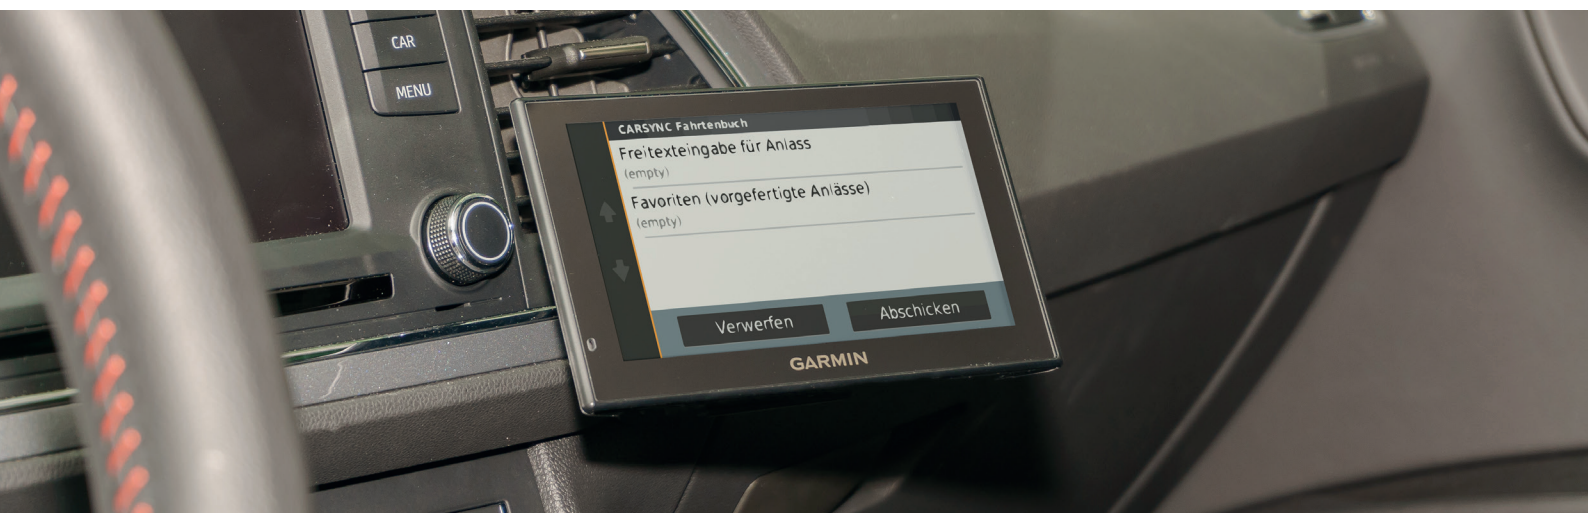 CAR
MENU
CARSYNC Fahrtenbuch
Freitexteingabe für Anlass
(empty)
Favoriten (vorgefertigte Anlässe)
(empty)
Verwerfen
Abschicken
GARMIN